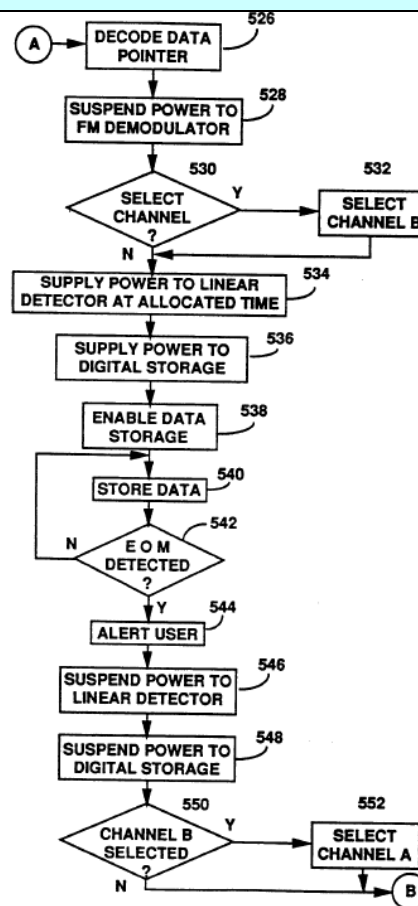 A
DECODE DATA
POINTER
526
SUSPEND POWER TO
FM DEMODULATOR
528
530
SELECT
CHANNEL
?
Y
N
532
SELECT
CHANNEL B
SUPPLY POWER TO LINEAR
DETECTOR AT ALLOCATED TIME
534
SUPPLY POWER TO
DIGITAL STORAGE
536
ENABLE DATA
STORAGE
538
STORE DATA
540
542
E O M
DETECTED
?
N
Y
544
ALERT USER
SUSPEND POWER TO
LINEAR DETECTOR
546
SUSPEND POWER TO
DIGITAL STORAGE
548
550
CHANNEL B
SELECTED
?
Y
N
552
SELECT
CHANNEL A
B